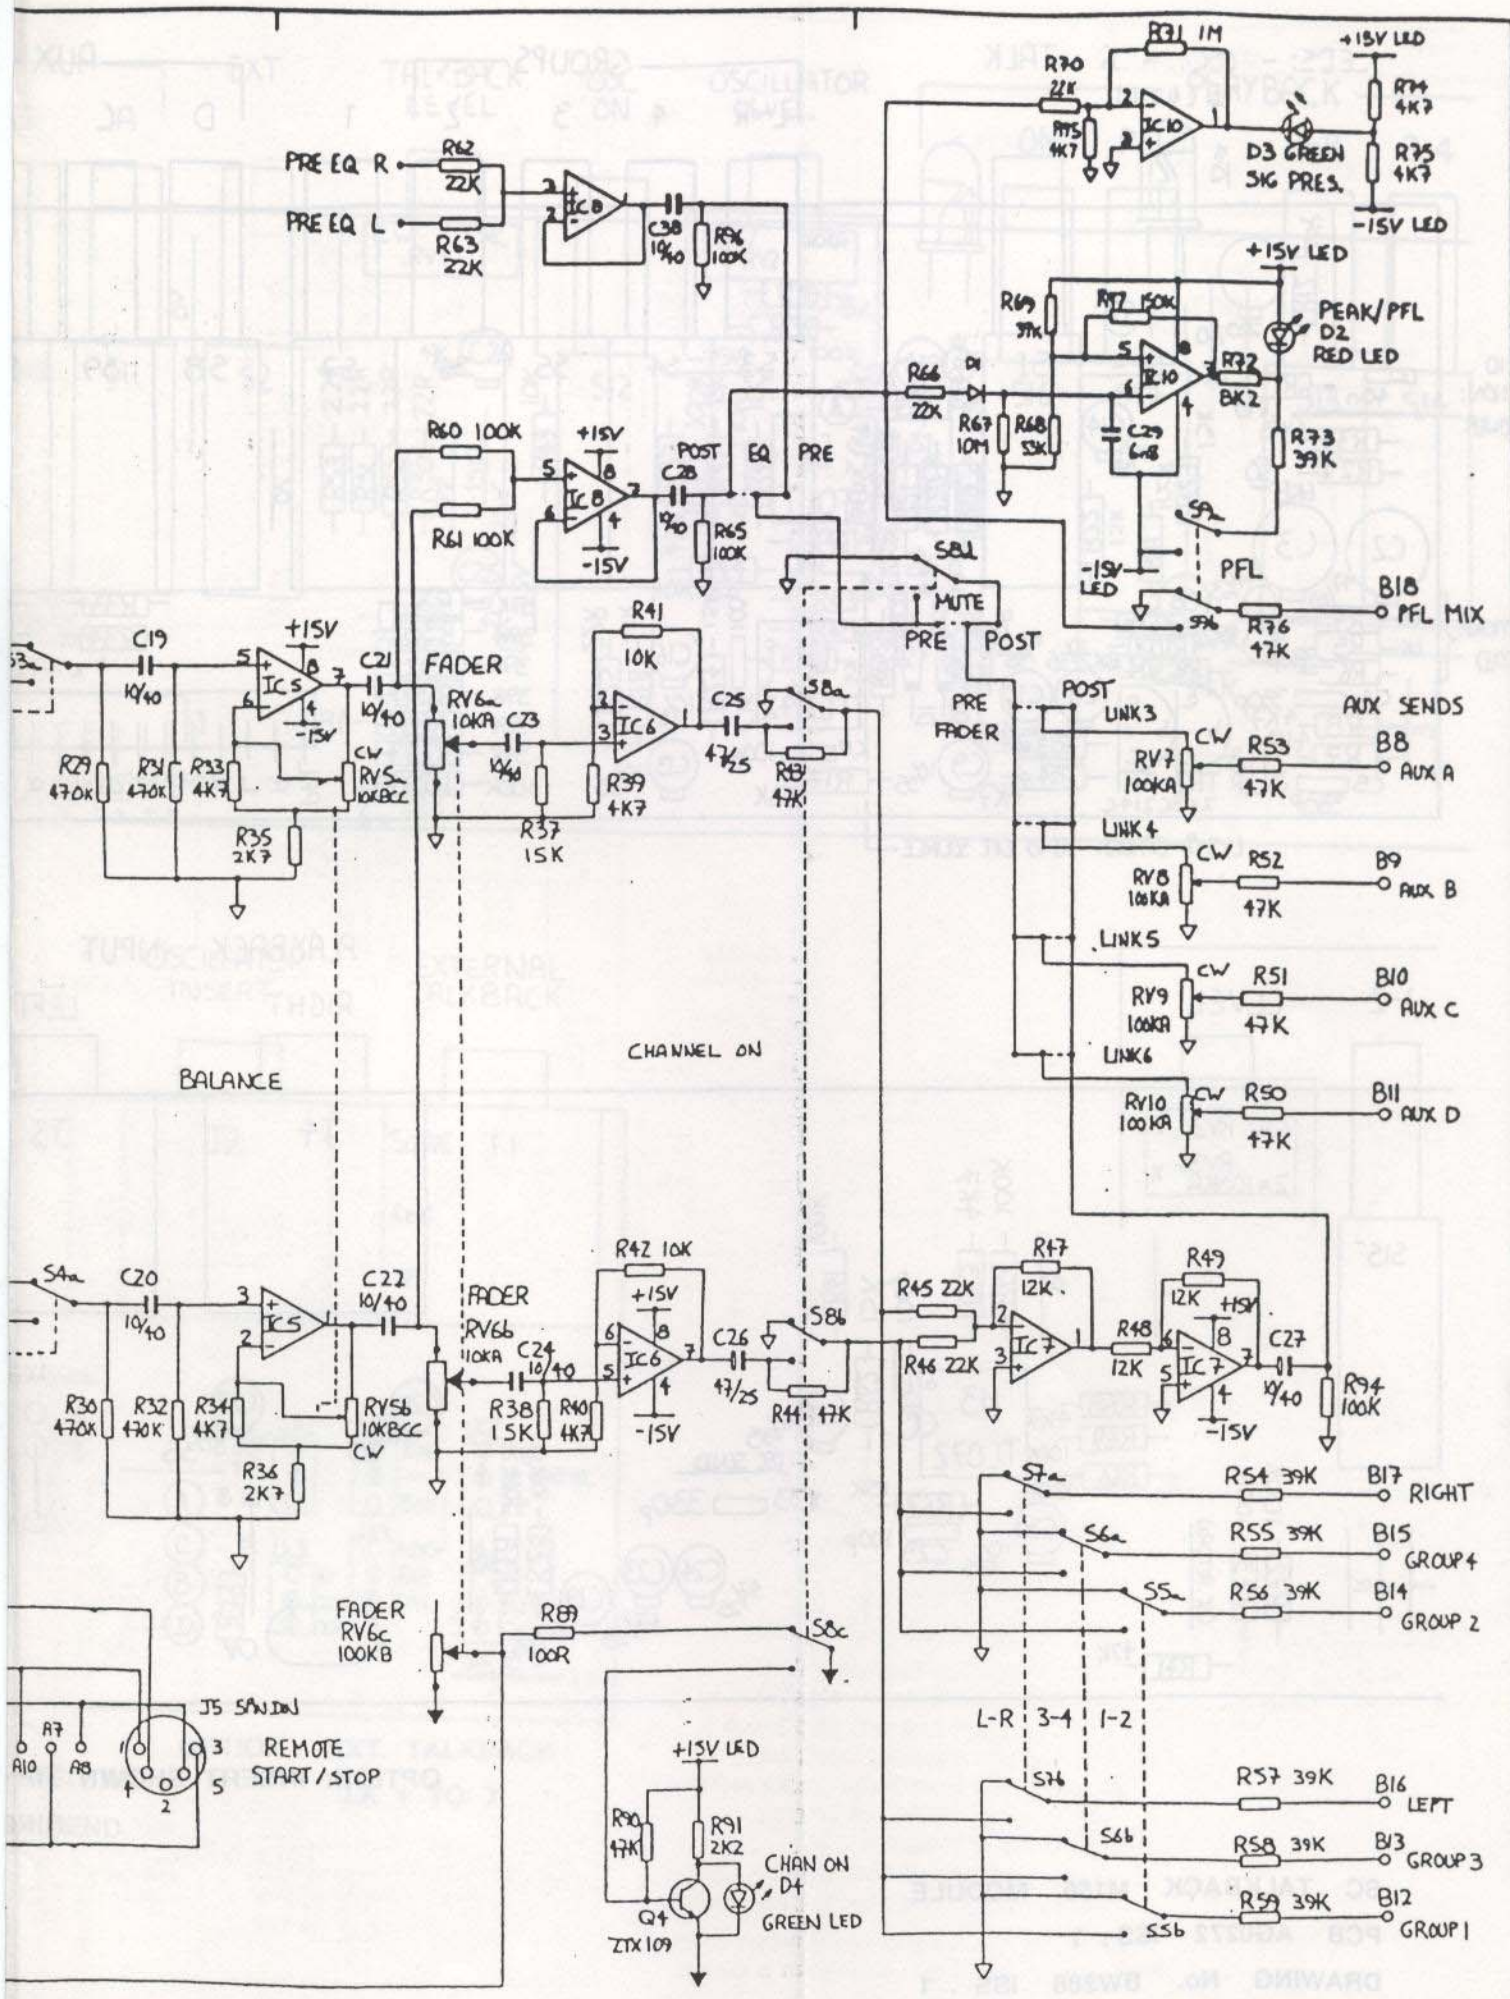 R71 1M
+15V LED
R70
22K
R74
4K7
2
IC10
1
3
4K7
D3 GREEN
SIG PRES.
R75
4K7
-15V LED
PRE EQ R
R62
22K
3
IC8
1
2
C38
10/40
R96
100K
PRE EQ L
R63
22K
+15V LED
R69
39K
150K
PEAK/PFL
D2
RED LED
5
8
IC10
7
6
4
R72
8K2
R66
22K
D1
R67
10M
R68
33K
C29
6n8
R73
39K
R60 100K
+15V
5
8
IC8
7
6
4
-15V
C28
10/40
POST
EQ
PRE
R61 100K
R65
100K
S8d
MUTE
PRE
POST
S9a
-15V
LED
PFL
S9b
R76
47K
B18
PFL MIX
S3a
C19
10/40
+15V
5
8
IC5
7
6
4
-15V
C21
10/40
FADER
RV6a
10KA
C23
10/40
R41
10K
2
IC6
1
3
C25
47/25
S8a
R43
47K
R29
470K
R31
470K
R33
4K7
CW
RV5a
10KBCC
R35
2K7
R37
15K
R39
4K7
PRE
FADER
POST
LINK3
AUX SENDS
CW
RV7
100KA
R53
47K
B8
AUX A
LINK4
CW
RV8
100KA
R52
47K
B9
AUX B
LINK5
CW
RV9
100KA
R51
47K
B10
AUX C
LINK6
CW
RV10
100KA
R50
47K
B11
AUX D
BALANCE
CHANNEL ON
S4a
C20
10/40
3
IC5
1
2
C22
10/40
FADER
RV6b
10KA
C24
10/40
R42 10K
+15V
6
8
IC6
7
5
4
-15V
C26
47/25
S8b
R44
47K
R30
470K
R32
470K
R34
4K7
RV5b
10KBCC
CW
R36
2K7
R38
15K
R40
4K7
R45 22K
R46 22K
R47
12K
2
IC7
1
3
R48
12K
R49
12K
+15V
6
8
IC7
7
5
4
-15V
C27
10/40
R94
100K
S7a
R54 39K
B17
RIGHT
S6a
R55 39K
B15
GROUP 4
S5a
R56 39K
B14
GROUP 2
FADER
RV6c
100KB
R89
100R
S8c
L-R
3-4
1-2
J5 5PIN DIN
A10
A7
A8
1
3
4
2
5
REMOTE
START/STOP
+15V LED
R90
47K
R91
2K2
CHAN ON
D4
GREEN LED
Q4
ZTX109
S7b
R57 39K
B16
LEFT
S6b
R58 39K
B13
GROUP 3
S5b
R59 39K
B12
GROUP 1